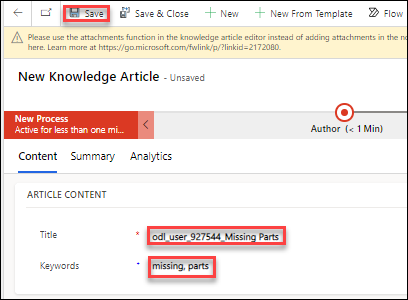 Save Save & Close New New From Template Flow
Please use the attachments function in the knowledge article editor instead of adding attachments in the no
here. Learn more at https://go.microsoft.com/fwlink/p/?linkid=2172080.
New Knowledge Article - Unsaved
New Process
Active for less than one mi...
Author (< 1 Min)
Content Summary Analytics
ARTICLE CONTENT
Title * odl_user_927544_Missing Parts
Keywords * missing, parts